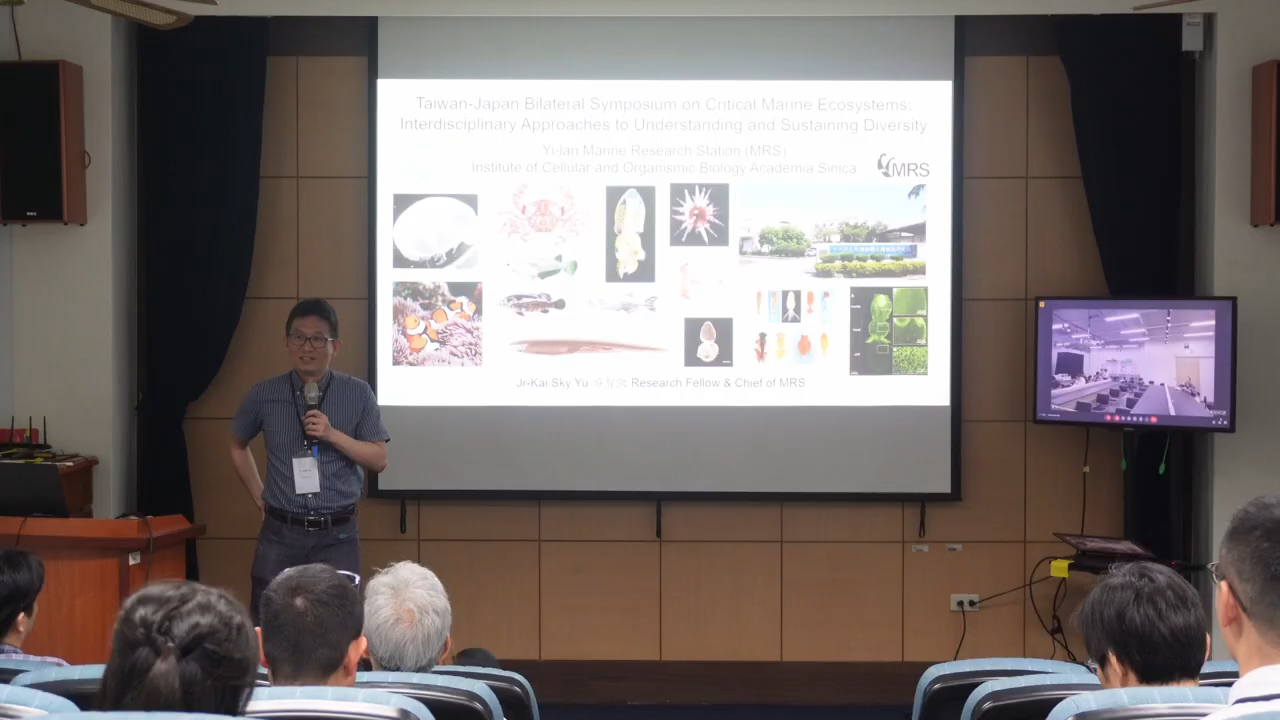 Taiwan-Japan Bilateral Symposium on Critical Marine Ecosystems:
Interdisciplinary Approaches to Understanding and Sustaining Diversity
Yi-lan Marine Research Station (MRS)
Institute of Cellular and Organismic Biology Academia Sinica
MRS
Jr-Kai Sky Yu Research Fellow & Chief of MRS